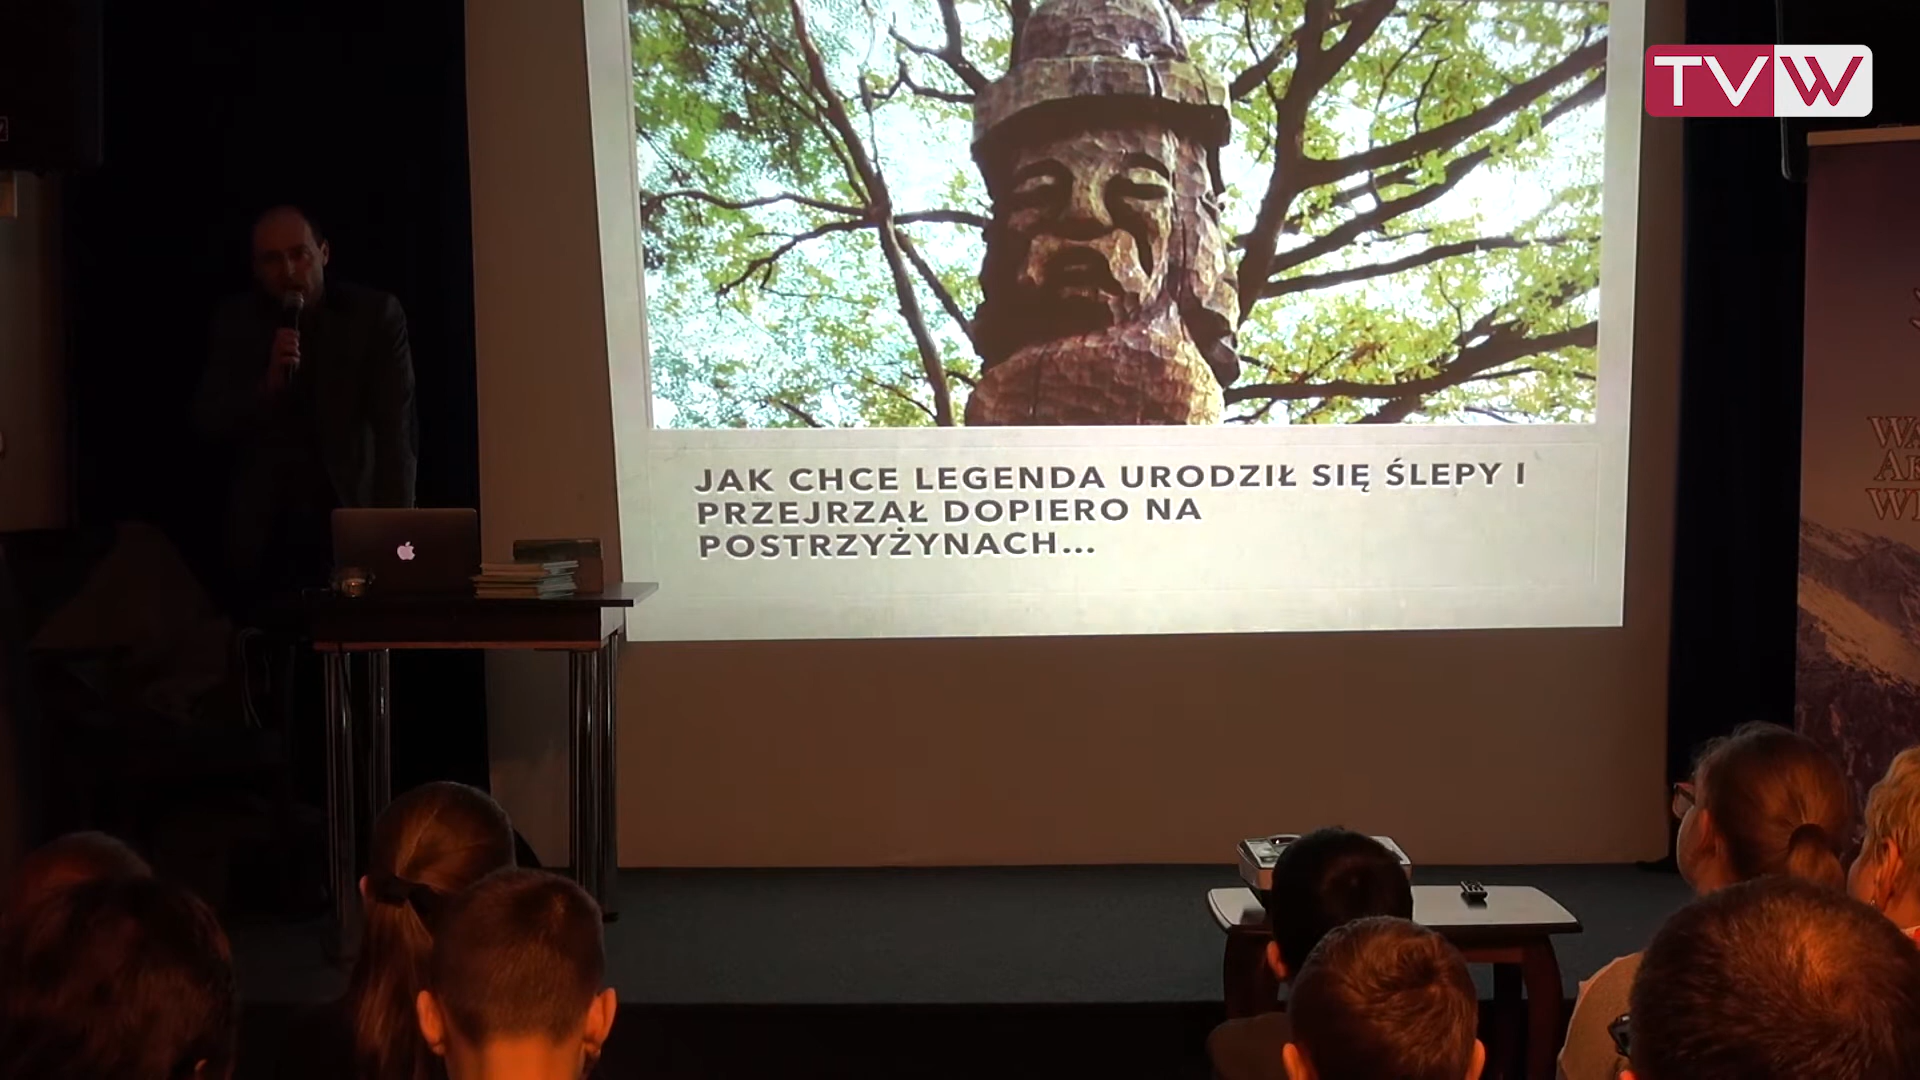 TVW
JAK CHCE LEGENDA URODZIŁ SIĘ ŚLEPY I
PRZEJRZAŁ DOPIERO NA
POSTRZYŻYNACH...